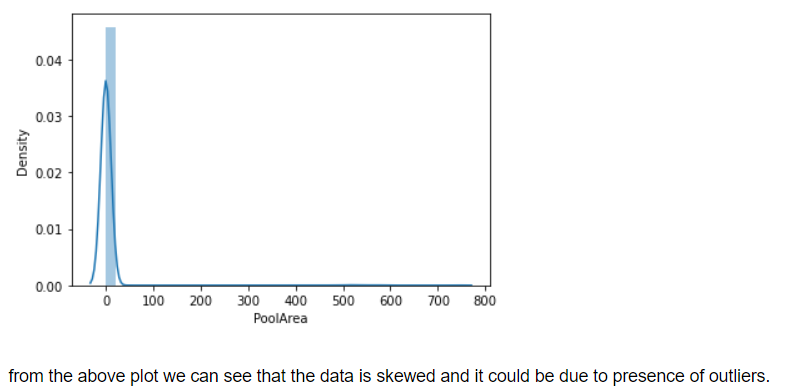 0.04
0.03
0.02
0.01
0.00
Density
0 100 200 300 400 500 600 700 800
PoolArea
from the above plot we can see that the data is skewed and it could be due to presence of outliers.